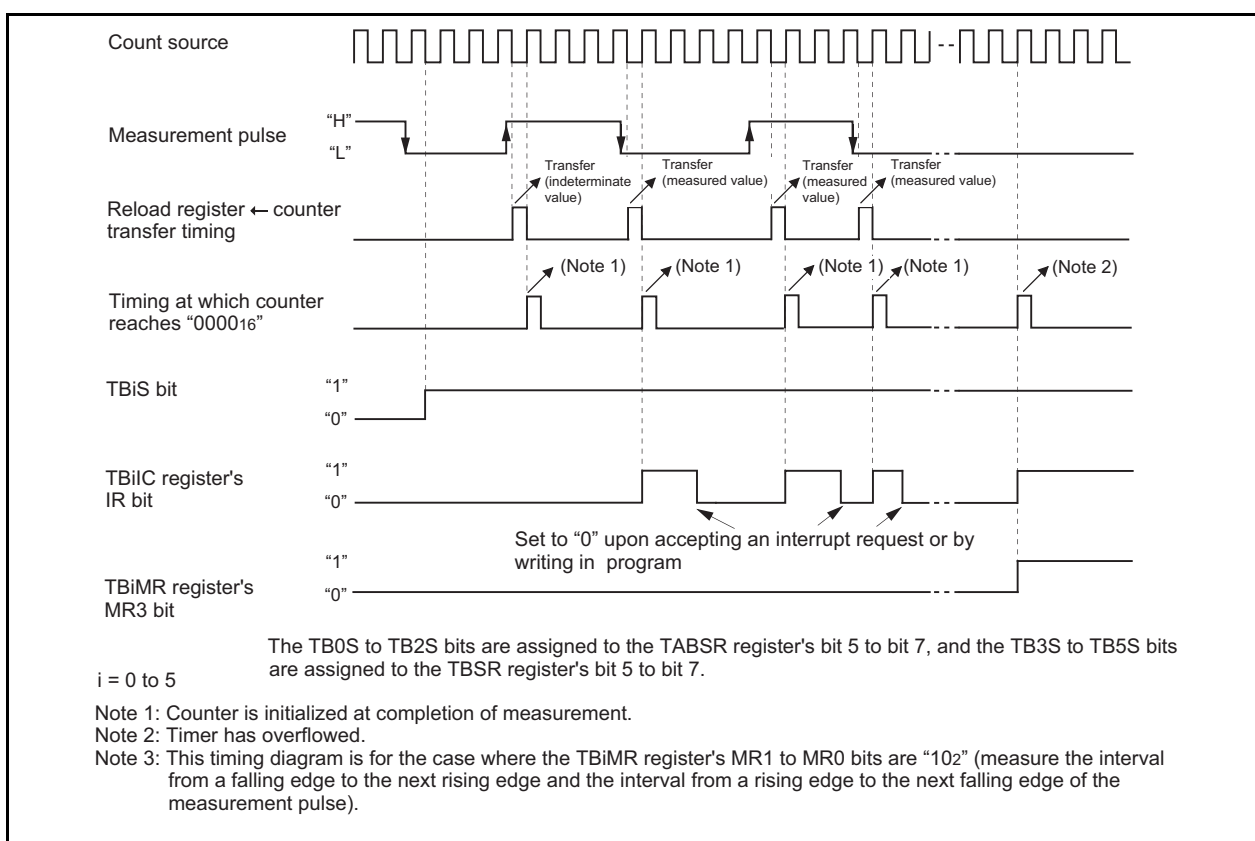 Count source
Measurement pulse
“H”
“L”
Transfer
(indeterminate
value)
Transfer
(measured value)
Transfer
(measured
value)
Transfer
(measured value)
Reload register ← counter
transfer timing
(Note 1)
(Note 1)
(Note 1)
(Note 1)
(Note 2)
Timing at which counter
reaches “000016”
TBiS bit
“1”
“0”
TBiIC register's
IR bit
“1”
“0”
Set to “0” upon accepting an interrupt request or by
writing in program
TBiMR register's
MR3 bit
“1”
“0”
The TB0S to TB2S bits are assigned to the TABSR register's bit 5 to bit 7, and the TB3S to TB5S bits
are assigned to the TBSR register's bit 5 to bit 7.
i = 0 to 5
Note 1: Counter is initialized at completion of measurement.
Note 2: Timer has overflowed.
Note 3: This timing diagram is for the case where the TBiMR register's MR1 to MR0 bits are “102” (measure the interval
from a falling edge to the next rising edge and the interval from a rising edge to the next falling edge of the
measurement pulse).